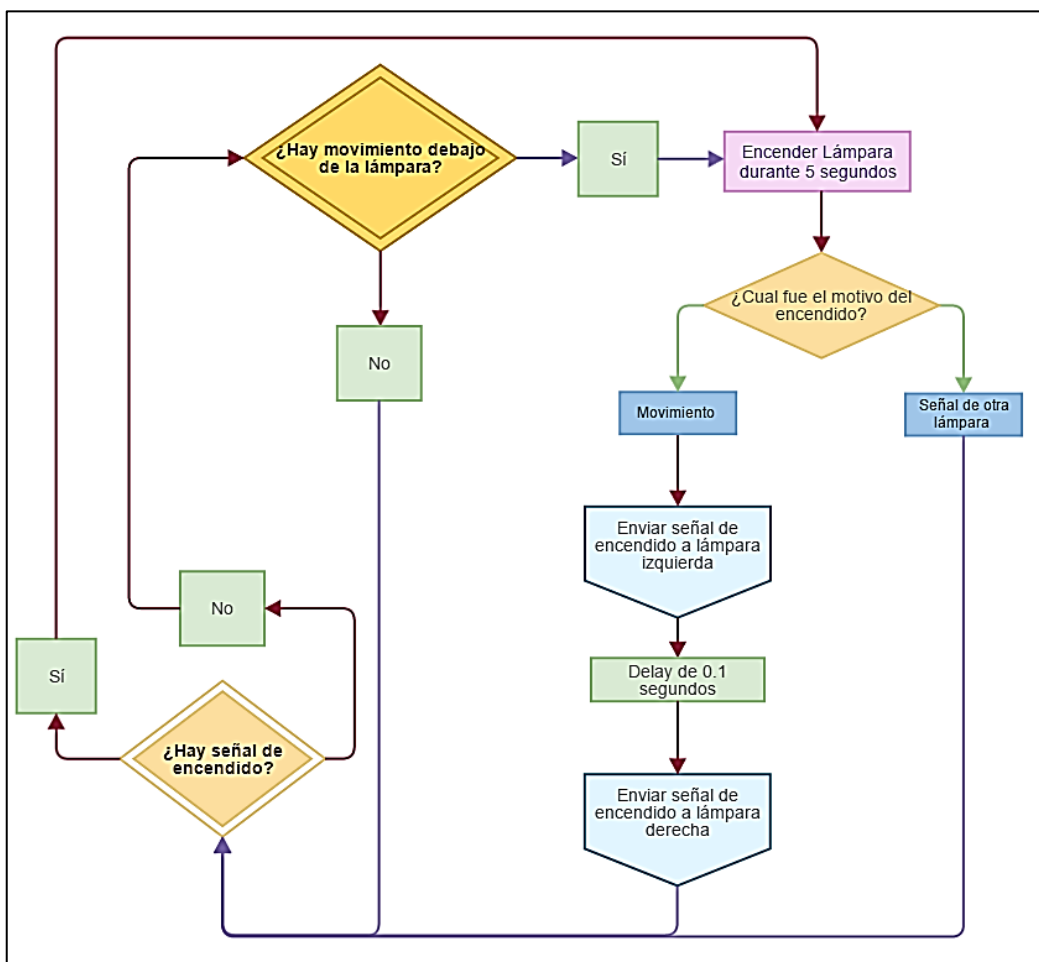 ¿Hay movimiento debajo
de la lámpara?
Sí
Encender Lámpara
durante 5 segundos
¿Cual fue el motivo del
encendido?
No
Movimiento
Señal de otra
lámpara
Enviar señal de
encendido a lámpara
izquierda
No
Sí
Delay de 0.1
segundos
¿Hay señal de
encendido?
Enviar señal de
encendido a lámpara
derecha